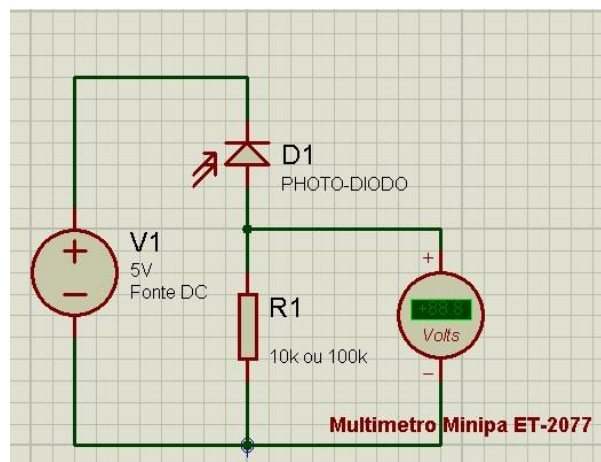 D1
PHOTO-DIODO
V1
5V
Fonte DC
R1
10k ou 100k
+
+88.8
Volts
−
Multimetro Minipa ET-2077